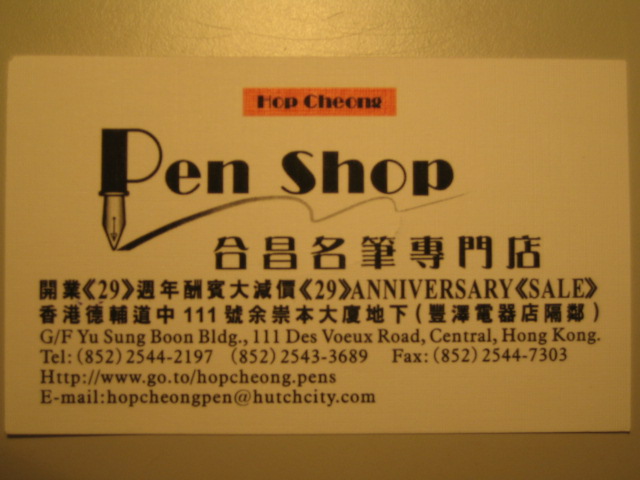 Hop Cheong
Pen Shop
合昌名筆專門店
開業《29》週年酬賓大減價《29》ANNIVERSARY《SALE》
香港德輔道中111號余崇本大廈地下(豐澤電器店隔鄰)
G/F Yu Sung Boon Bldg., 111 Des Voeux Road, Central, Hong Kong.
Tel: (852) 2544-2197 (852) 2543-3689 Fax: (852) 2544-7303
Http://www.go.to/hopcheong.pens
E-mail:hopcheongpen@hutchcity.com